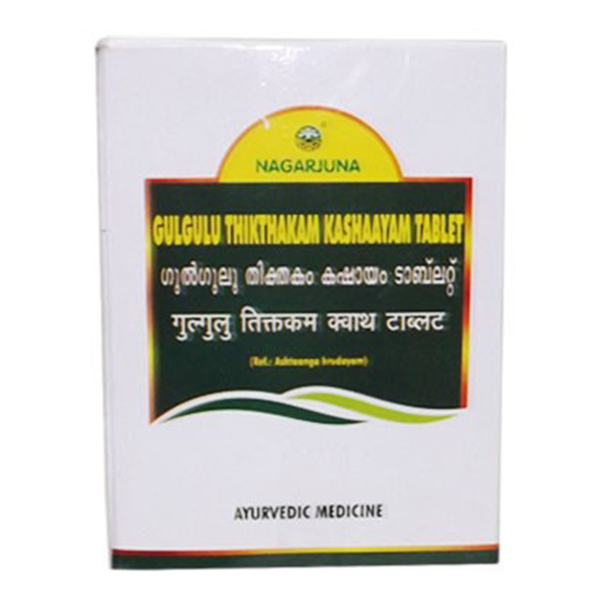 NAGARJUNA
GULGULU THIKTHAKAM KASHAAYAM TABLET
ഗുൽഗുലു തിക്തകം കഷായം ടാബ്ലറ്റ്
गुल्गुलु तिक्तकम क्वाथ टाब्लट
(Ref.: Ashtaanga hrudayam)
AYURVEDIC MEDICINE